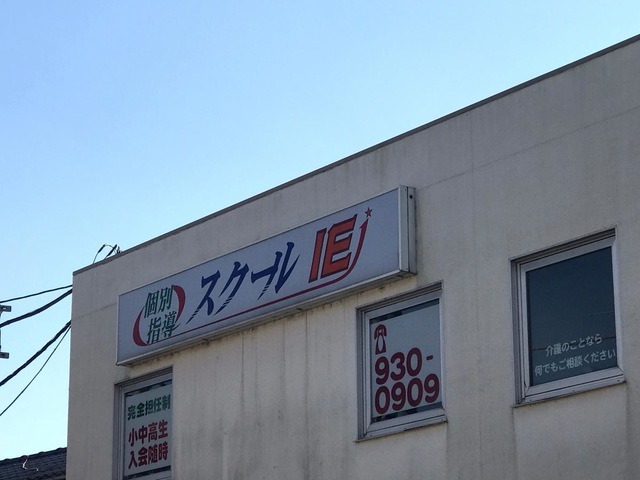 個別
指導
スクール IE
完全担任制
小中高生
入会随時
930-
0909
介護のことなら
何でもご相談ください